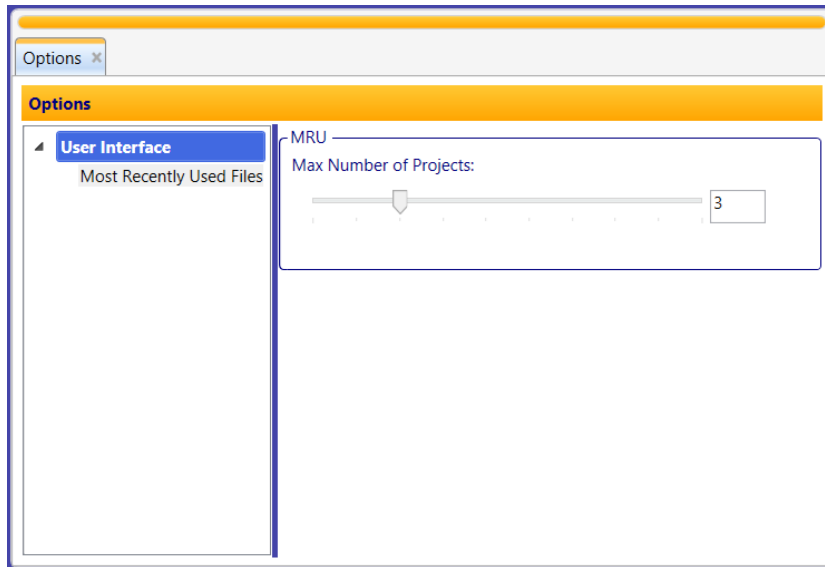 Options
Options
User Interface
Most Recently Used Files
MRU
Max Number of Projects:
3